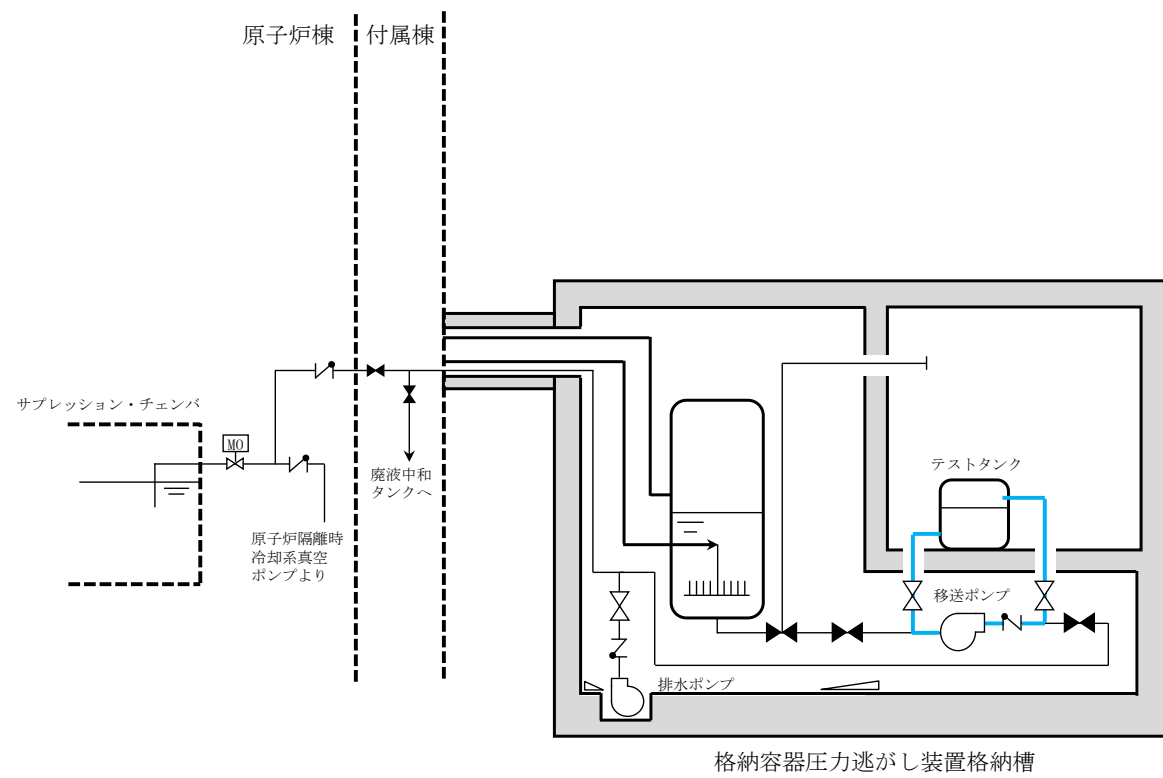 原子炉棟
付属棟
サプレッション・チェンバ
MO
廃液中和
タンクへ
原子炉隔離時
冷却系真空
ポンプより
テストタンク
移送ポンプ
排水ポンプ
格納容器圧力逃がし装置格納槽